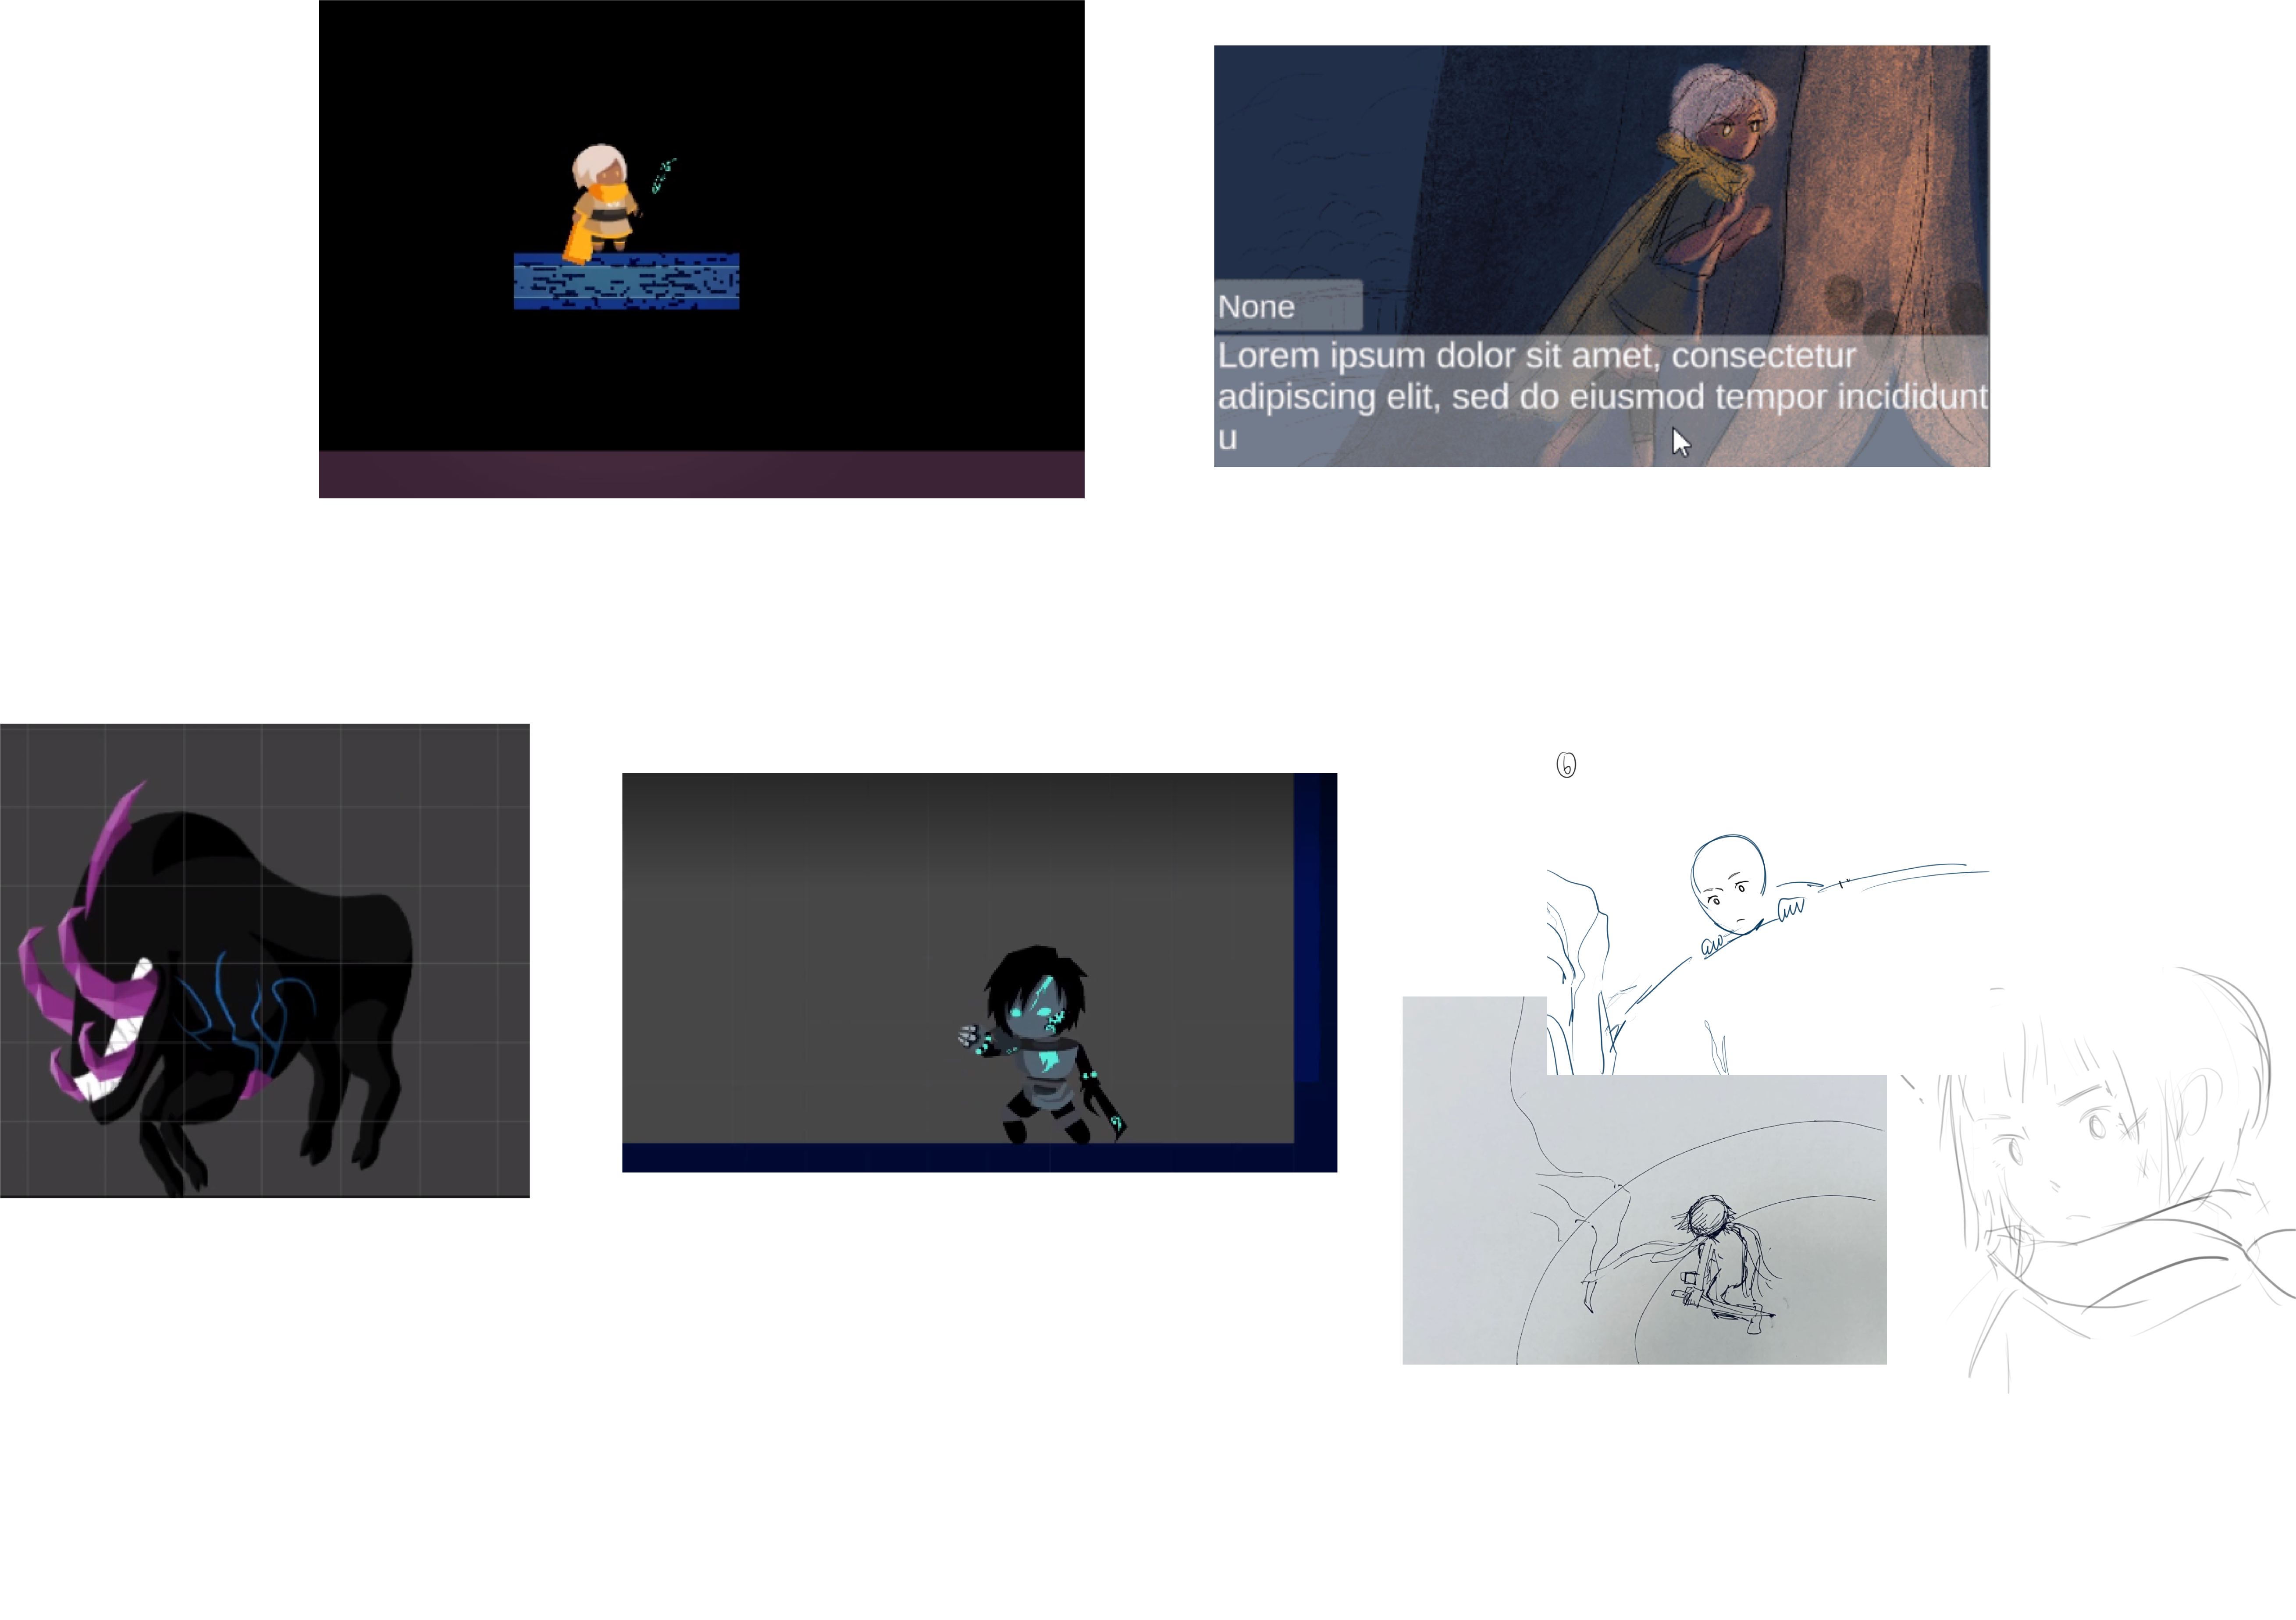 None
Lorem ipsum dolor sit amet, consectetur
adipiscing elit, sed do eiusmod tempor incididunt
u
⑥